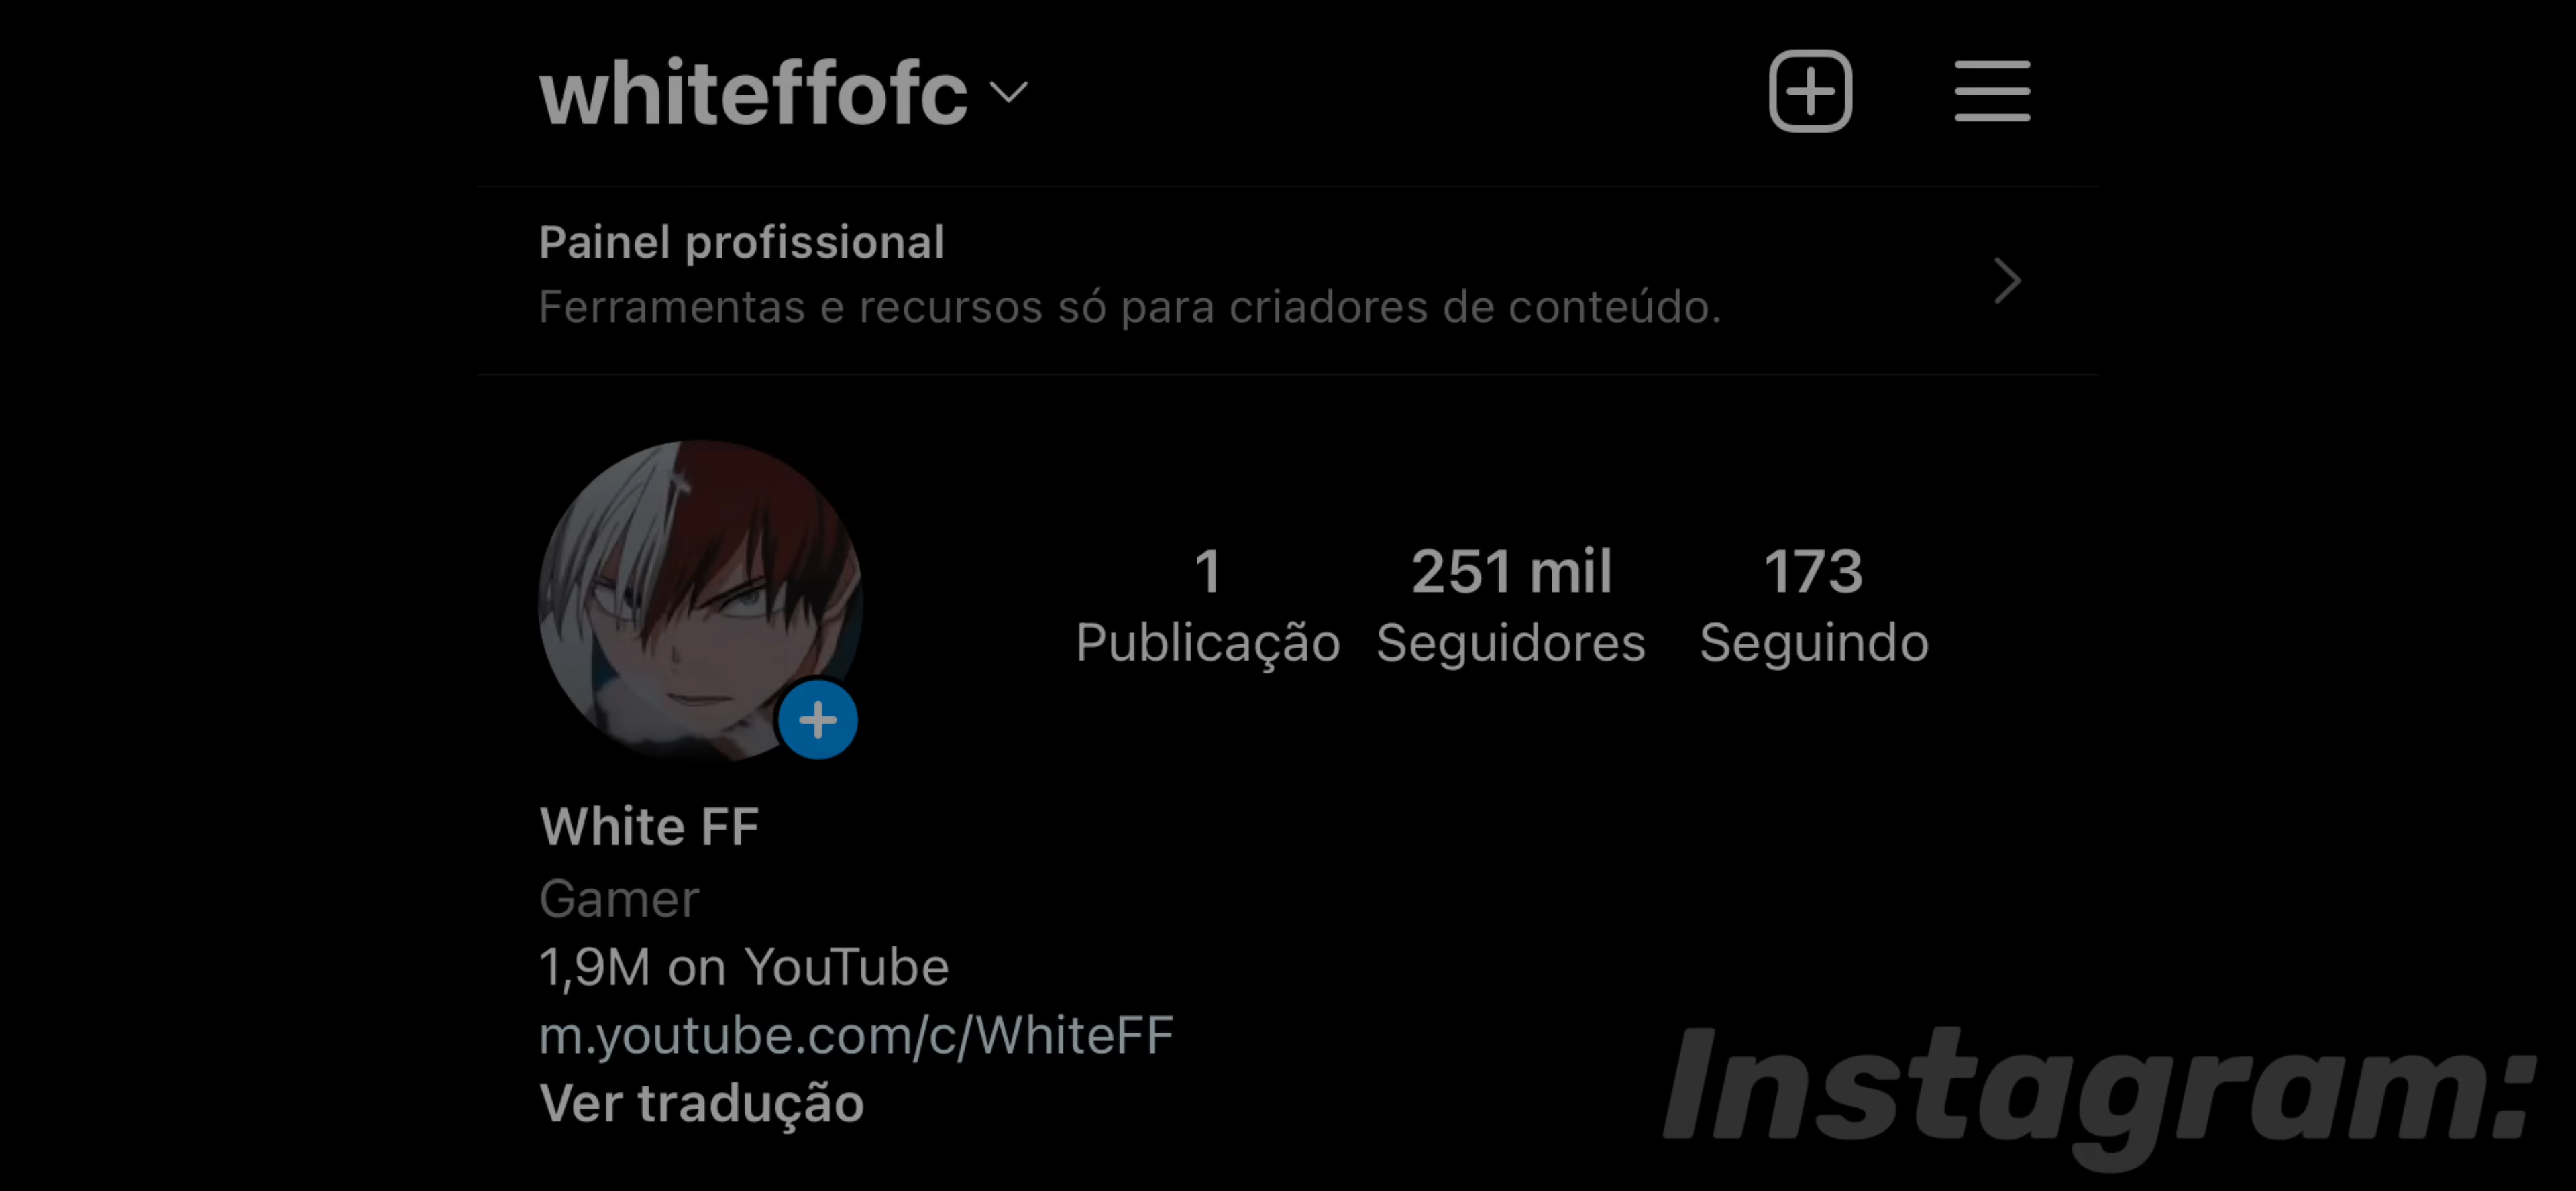 whiteffofc
Painel profissional
Ferramentas e recursos só para criadores de conteúdo.
1 251 mil 173
Publicação Seguidores Seguindo
White FF
Gamer
1,9M on YouTube
m.youtube.com/c/WhiteFF
Ver tradução
Instagram: